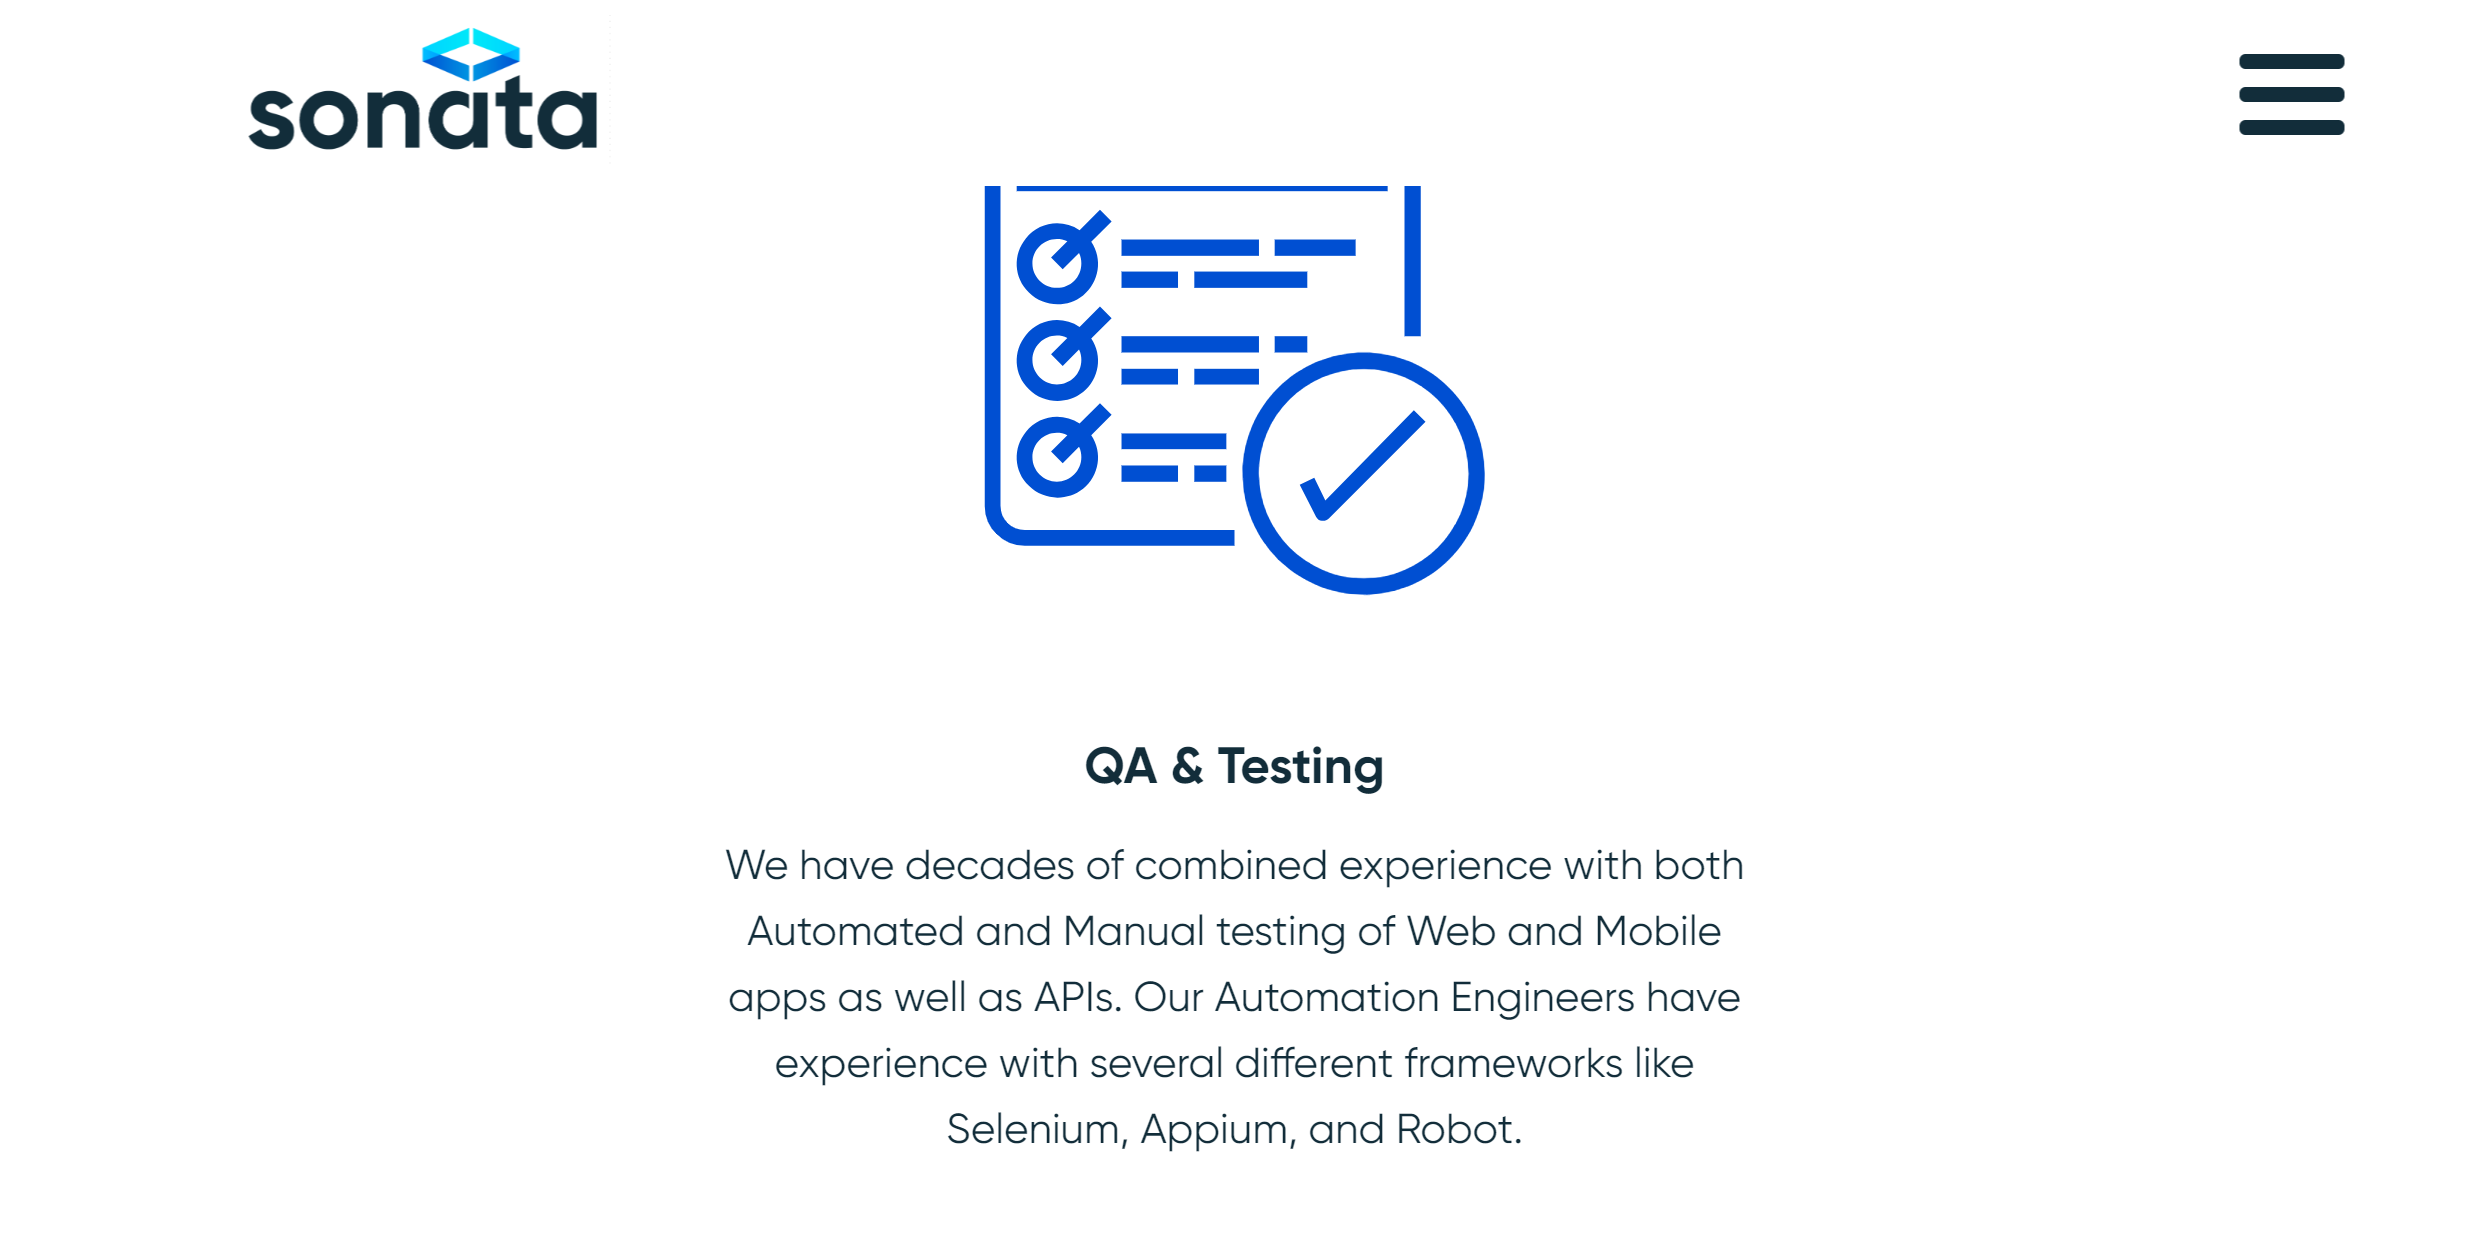 sonata
QA & Testing
We have decades of combined experience with both
Automated and Manual testing of Web and Mobile
apps as well as APIs. Our Automation Engineers have
experience with several different frameworks like
Selenium, Appium, and Robot.